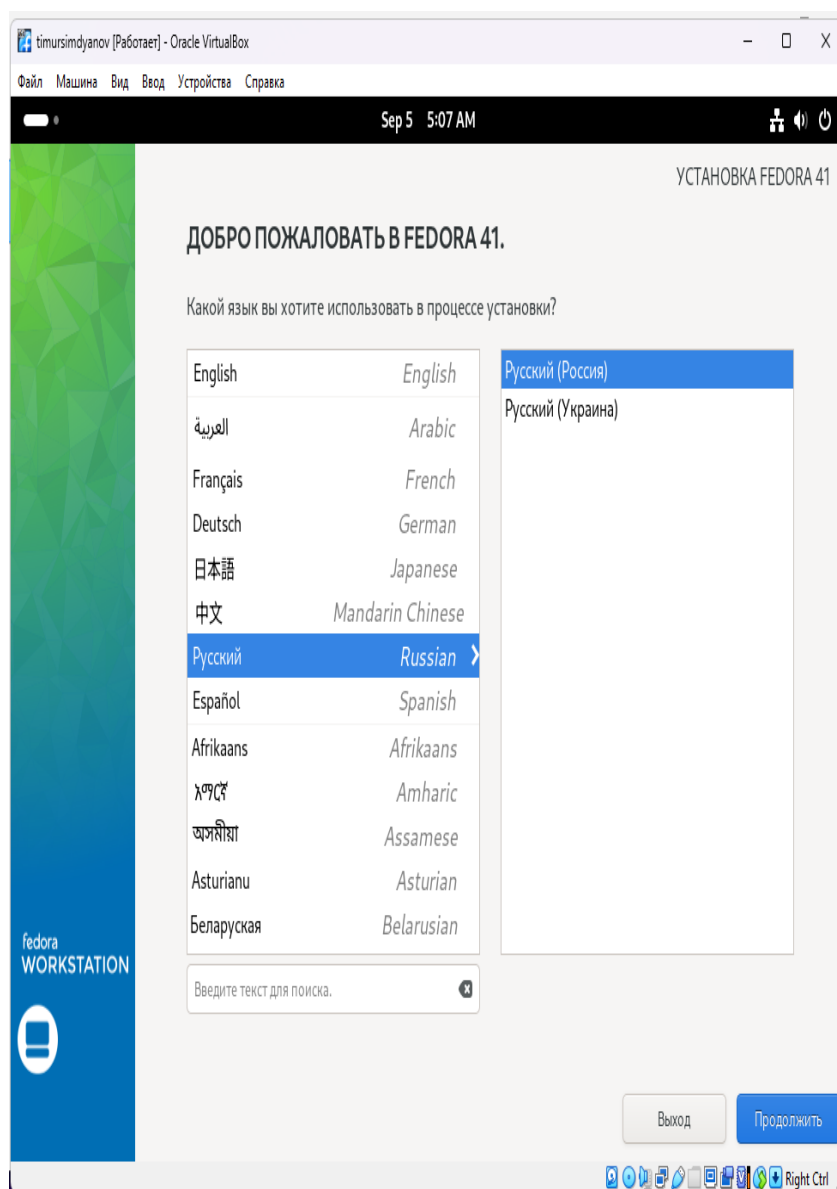 timursimdyanov [Работает] - Oracle VirtualBox
Файл Машина Вид Ввод Устройства Справка
Sep 5 5:07 AM
УСТАНОВКА FEDORA 41
ДОБРО ПОЖАЛОВАТЬ В FEDORA 41.
Какой язык вы хотите использовать в процессе установки?
English English
العربية Arabic
Français French
Deutsch German
日本語 Japanese
中文 Mandarin Chinese
Русский Russian
Español Spanish
Afrikaans Afrikaans
አማርኛ Amharic
অসমীয়া Assamese
Asturianu Asturian
Беларуская Belarusian
Русский (Россия)
Русский (Украина)
Введите текст для поиска.
fedora
WORKSTATION
Выход Продолжить
Right Ctrl